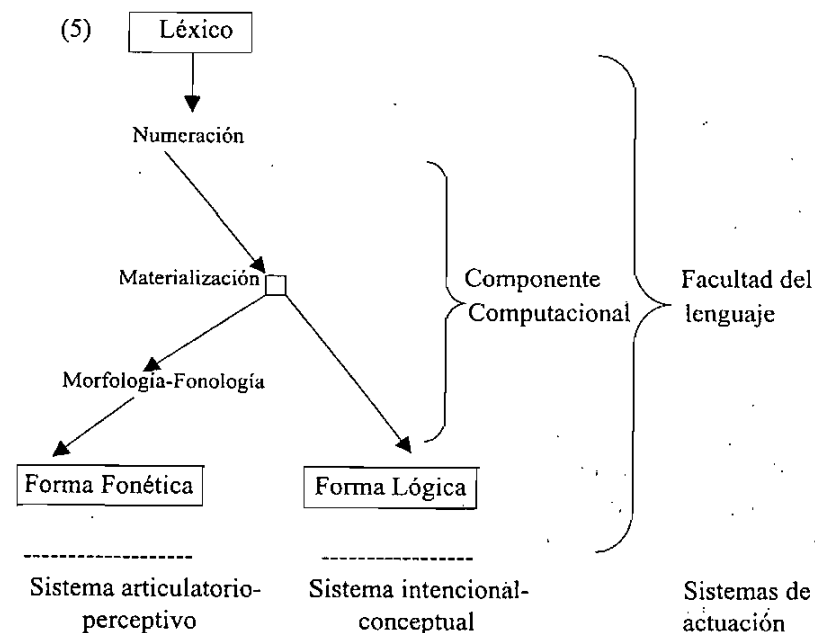 (5) Léxico
Numeración
Materialización
Componente
Computacional
Facultad del
lenguaje
Morfología-Fonología
Forma Fonética
Forma Lógica
Sistema articulatorio-
perceptivo
Sistema intencional-
conceptual
Sistemas de
actuación